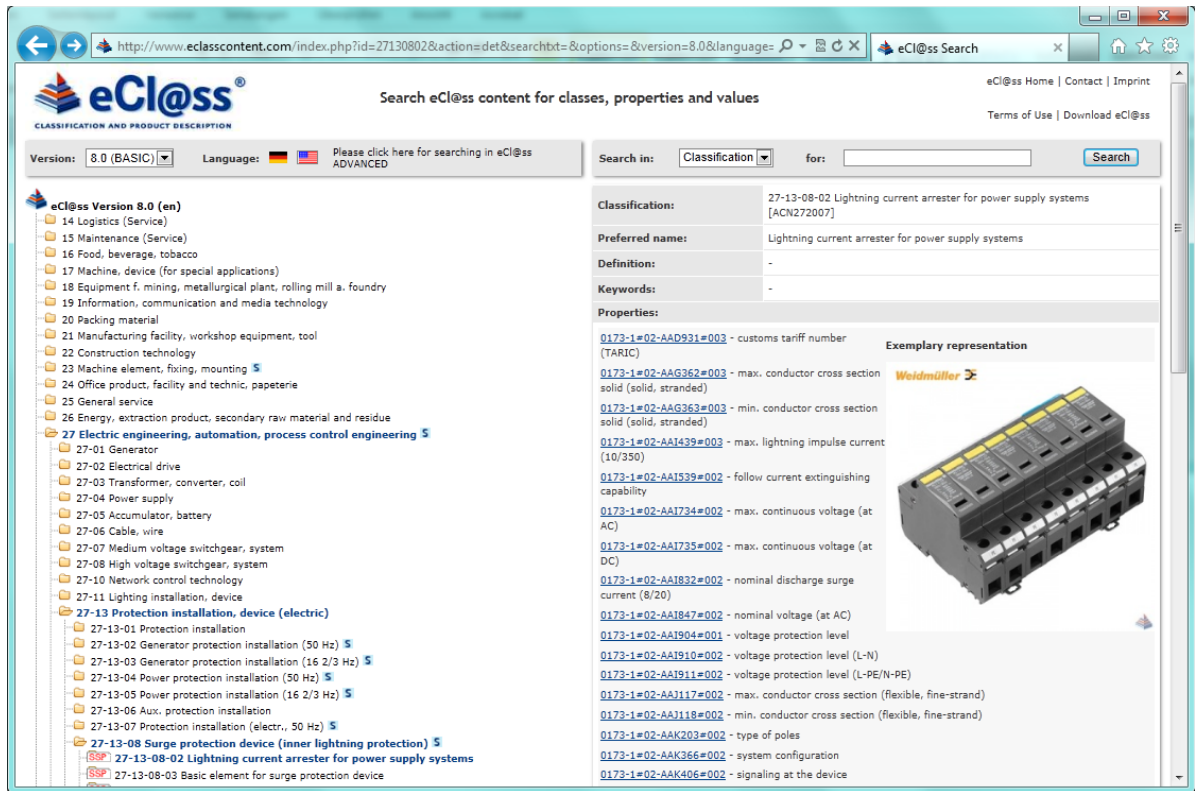 http://www.eclasscontent.com/index.php?id=27130802&action=det&searchtxt=&options=&version=8.0&language=
eCl@ss Search
eCl@ss®
CLASSIFICATION AND PRODUCT DESCRIPTION
Search eCl@ss content for classes, properties and values
eCl@ss Home | Contact | Imprint
Terms of Use | Download eCl@ss
Version: 8.0 (BASIC) Language: Please click here for searching in eCl@ss
ADVANCED
Search in: Classification for: Search
eCl@ss Version 8.0 (en)
14 Logistics (Service)
15 Maintenance (Service)
16 Food, beverage, tobacco
17 Machine, device (for special applications)
18 Equipment f. mining, metallurgical plant, rolling mill a. foundry
19 Information, communication and media technology
20 Packing material
21 Manufacturing facility, workshop equipment, tool
22 Construction technology
23 Machine element, fixing, mounting S
24 Office product, facility and technic, papeterie
25 General service
26 Energy, extraction product, secondary raw material and residue
27 Electric engineering, automation, process control engineering S
27-01 Generator
27-02 Electrical drive
27-03 Transformer, converter, coil
27-04 Power supply
27-05 Accumulator, battery
27-06 Cable, wire
27-07 Medium voltage switchgear, system
27-08 High voltage switchgear, system
27-10 Network control technology
27-11 Lighting installation, device
27-13 Protection installation, device (electric)
27-13-01 Protection installation
27-13-02 Generator protection installation (50 Hz) S
27-13-03 Generator protection installation (16 2/3 Hz) S
27-13-04 Power protection installation (50 Hz) S
27-13-05 Power protection installation (16 2/3 Hz) S
27-13-06 Aux. protection installation
27-13-07 Protection installation (electr., 50 Hz) S
27-13-08 Surge protection device (inner lightning protection) S
SSP 27-13-08-02 Lightning current arrester for power supply systems
SSP 27-13-08-03 Basic element for surge protection device
Classification: 27-13-08-02 Lightning current arrester for power supply systems
[ACN272007]
Preferred name: Lightning current arrester for power supply systems
Definition: -
Keywords: -
Properties:
0173-1#02-AAD931#003 - customs tariff number
(TARIC)
0173-1#02-AAG362#003 - max. conductor cross section
solid (solid, stranded)
0173-1#02-AAG363#003 - min. conductor cross section
solid (solid, stranded)
0173-1#02-AAI439#003 - max. lightning impulse current
(10/350)
0173-1#02-AAI539#003 - follow current extinguishing
capability
0173-1#02-AAI734#002 - max. continuous voltage (at
AC)
0173-1#02-AAI735#002 - max. continuous voltage (at
DC)
0173-1#02-AAI832#002 - nominal discharge surge
current (8/20)
0173-1#02-AAI847#002 - nominal voltage (at AC)
0173-1#02-AAI904#001 - voltage protection level
0173-1#02-AAI910#002 - voltage protection level (L-N)
0173-1#02-AAI911#002 - voltage protection level (L-PE/N-PE)
0173-1#02-AAJ117#002 - max. conductor cross section (flexible, fine-strand)
0173-1#02-AAJ118#002 - min. conductor cross section (flexible, fine-strand)
0173-1#02-AAK203#002 - type of poles
0173-1#02-AAK366#002 - system configuration
0173-1#02-AAK406#002 - signaling at the device
Exemplary representation
Weidmüller